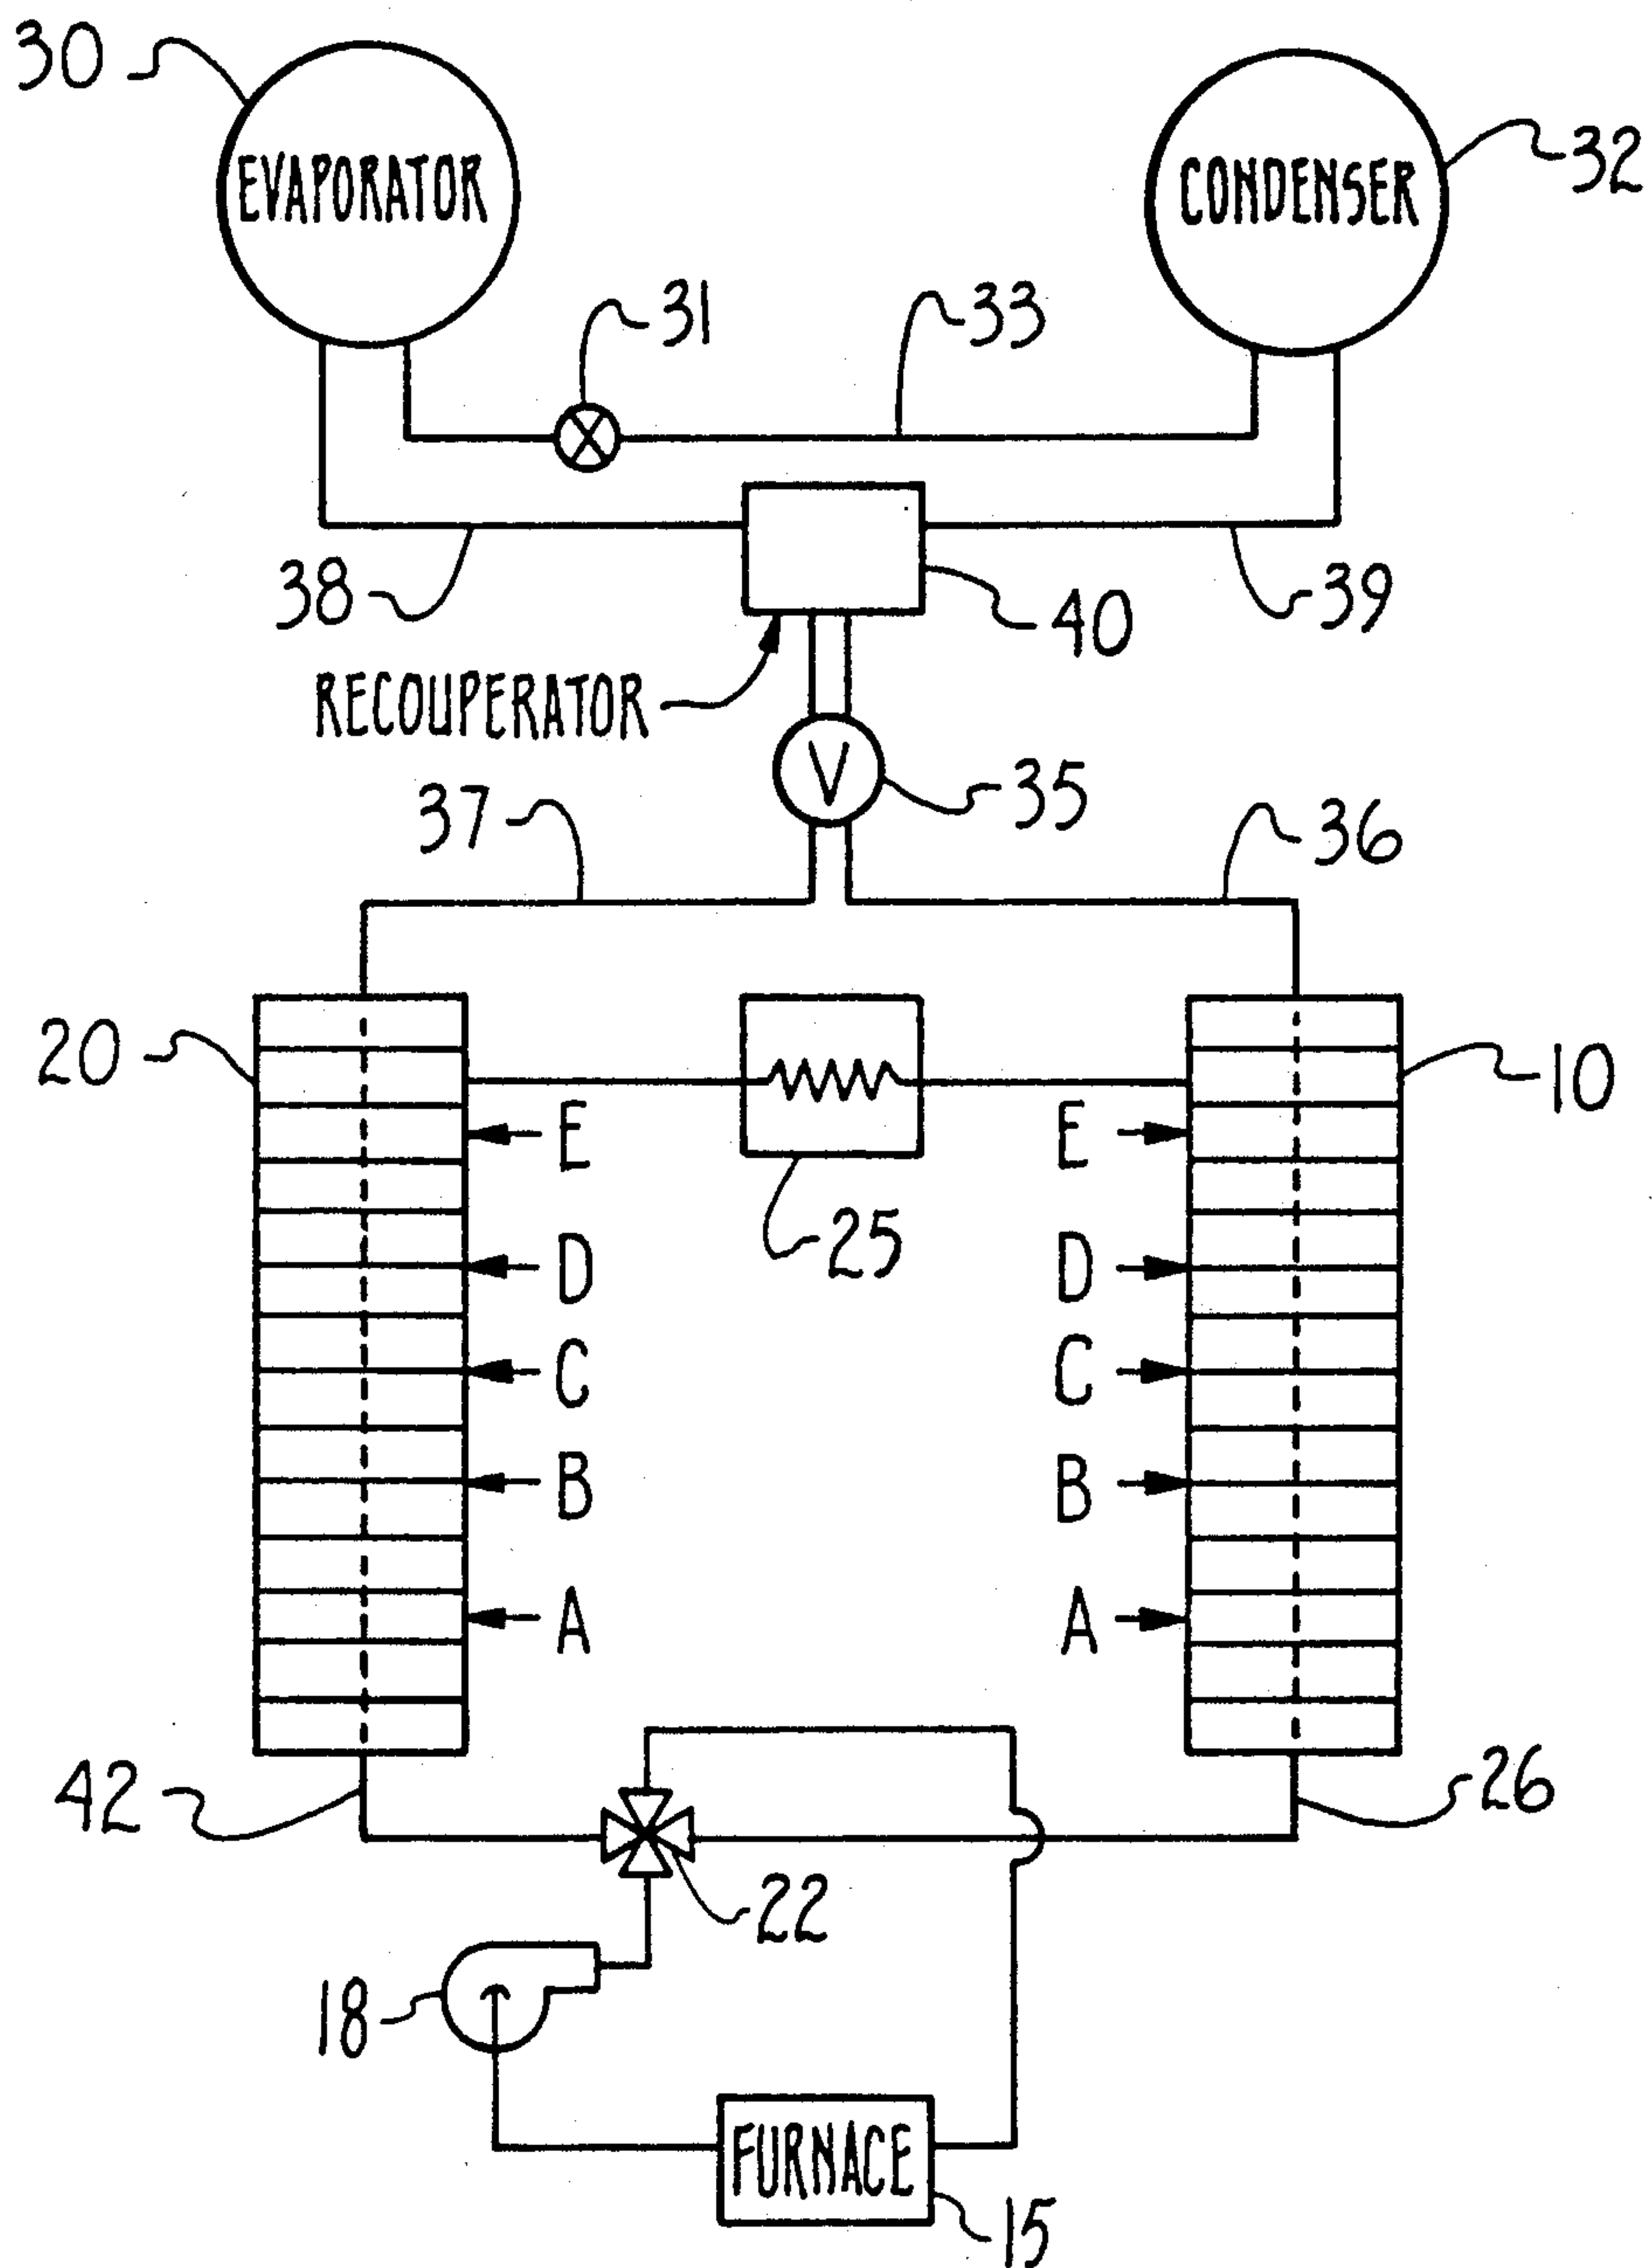 30
EVAPORATOR
CONDENSER
32
31
33
38
40
39
RECOUPERATOR
V
35
37
36
20
10
E
E
25
D
D
C
C
B
B
A
A
42
26
22
18
FURNACE
15